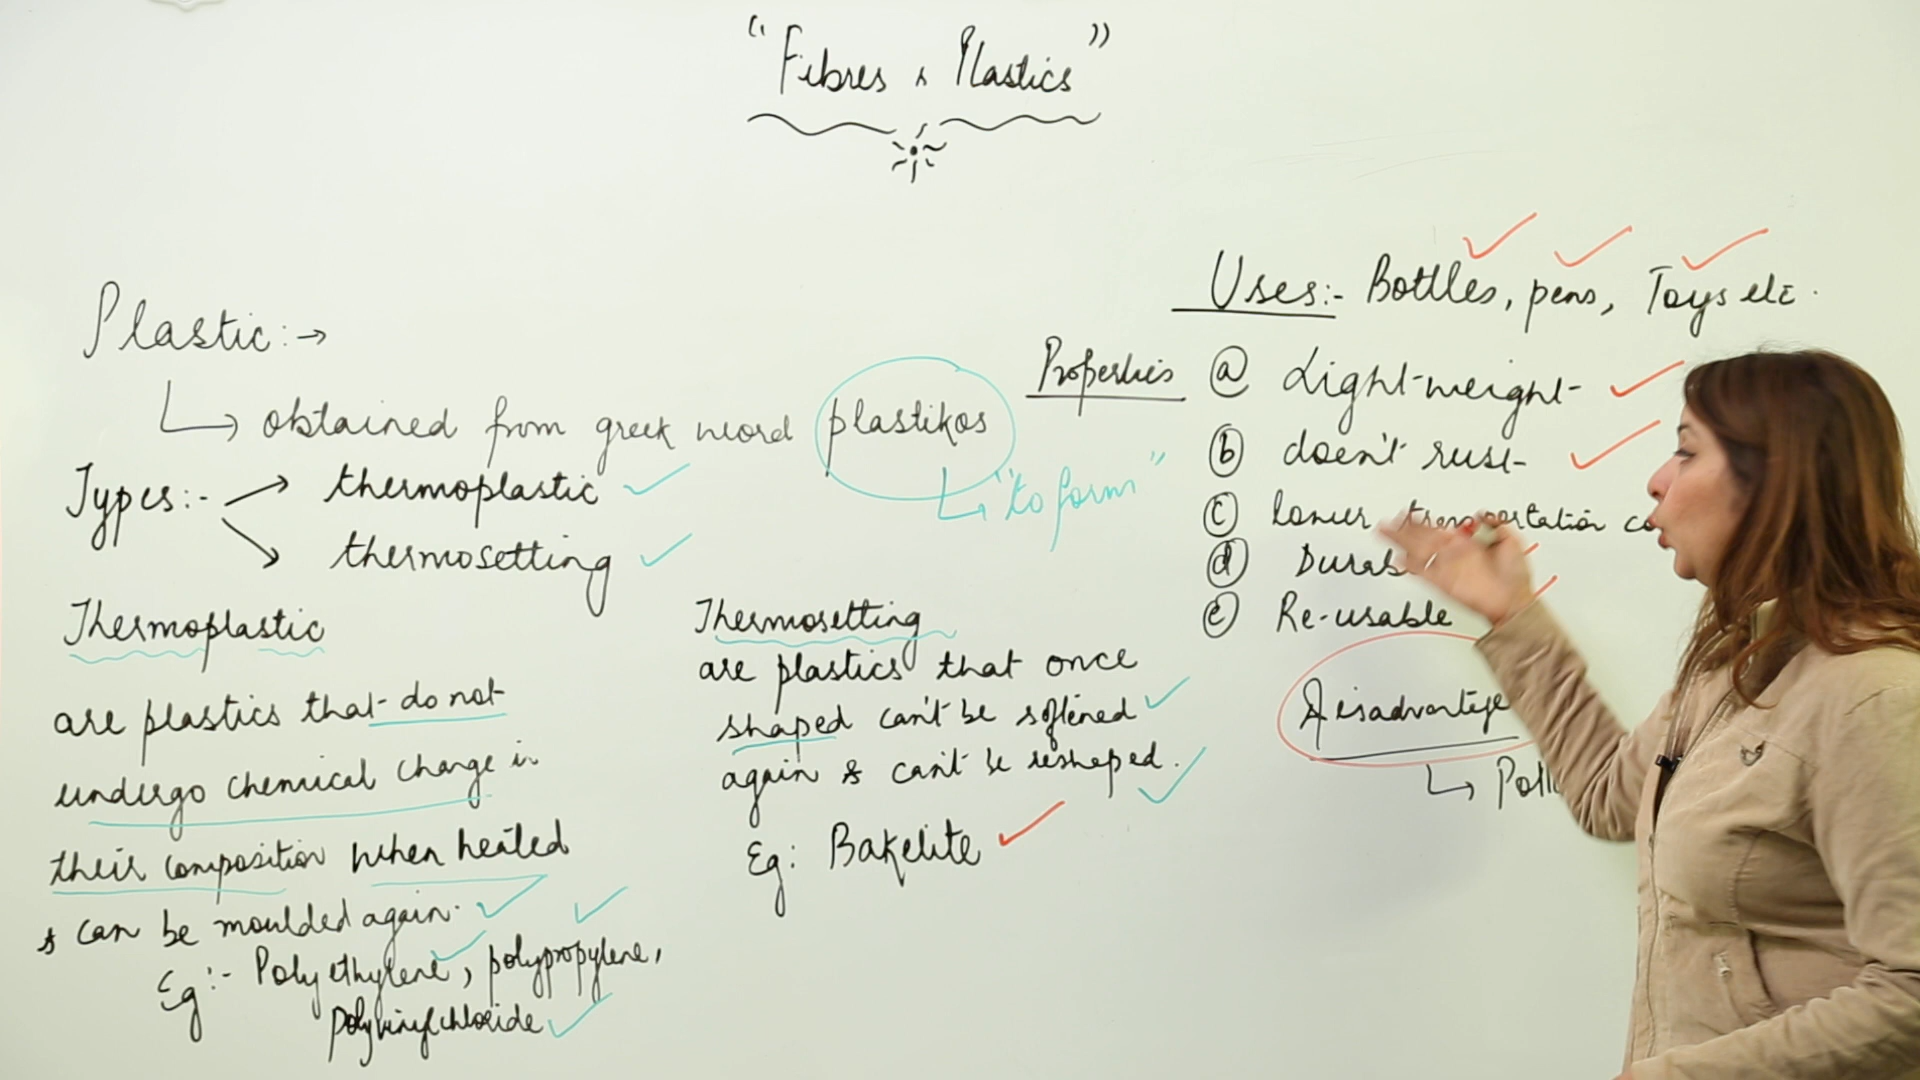 "Fibres & Plastics"
Plastic:→
↳ obtained from greek word plastikos
↳ "to form"
Types:- → thermoplastic ✓
→ thermosetting ✓
Thermoplastic
are plastics that do not
undergo chemical change in
their composition when heated
& can be moulded again. ✓
Eg:- Polyethylene, polypropylene,
polyvinylchloride ✓
Thermosetting
are plastics that once
shaped can't be softened ✓
again & can't be reshaped. ✓
Eg: Bakelite ✓
Uses:- Bottles, pens, Toys etc.
Properties (a) Light-weight ✓
(b) doesn't rust ✓
(c) lower transportation
(d)
(e) Re-usable
Disadvantage
↳